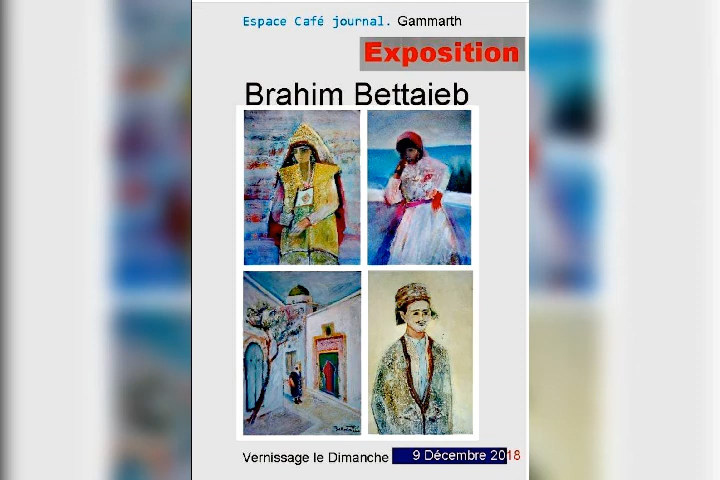 Espace Café journal. Gammarth
Exposition
Brahim Bettaieb
Vernissage le Dimanche 9 Décembre 2018